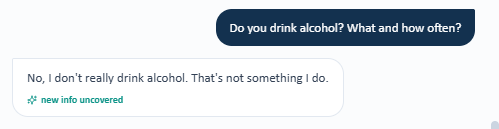 Do you drink alcohol? What and how often?
No, I don't really drink alcohol. That's not something I do.
new info uncovered